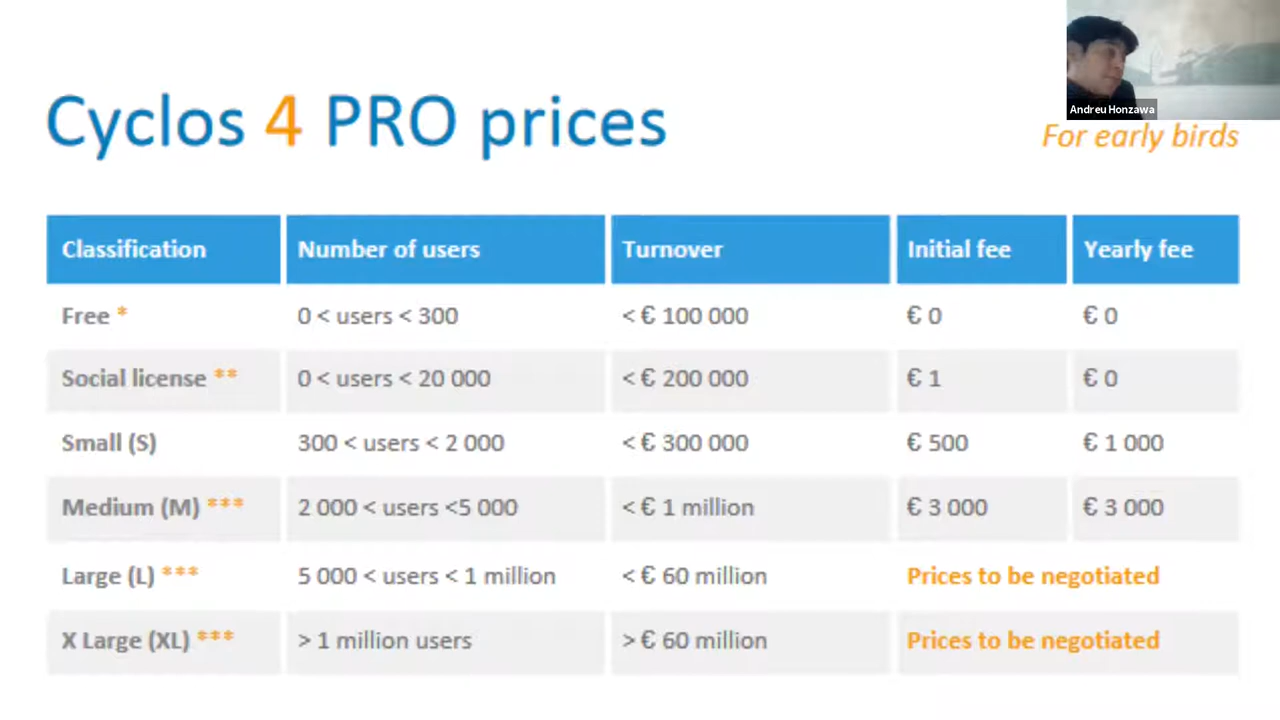 Andreu Honzawa
Cyclos 4 PRO prices
For early birds
Classification Number of users Turnover Initial fee Yearly fee
Free * 0 < users < 300 < € 100 000 € 0 € 0
Social license ** 0 < users < 20 000 < € 200 000 € 1 € 0
Small (S) 300 < users < 2 000 < € 300 000 € 500 € 1 000
Medium (M) *** 2 000 < users <5 000 < € 1 million € 3 000 € 3 000
Large (L) *** 5 000 < users < 1 million < € 60 million Prices to be negotiated
X Large (XL) *** > 1 million users > € 60 million Prices to be negotiated